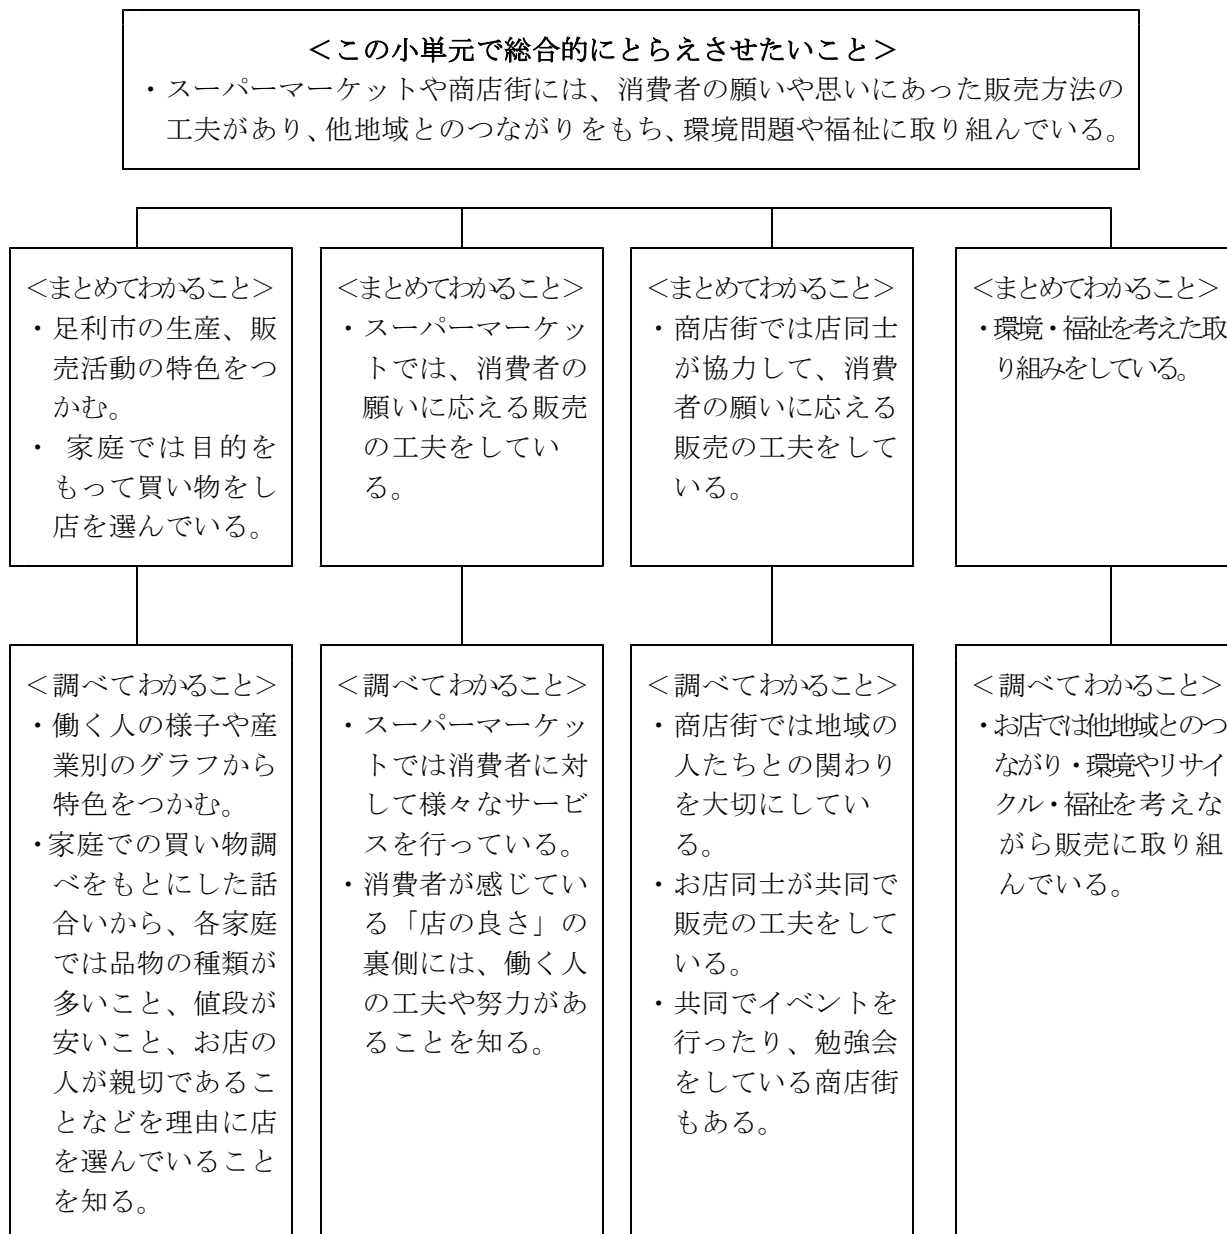 ＜この小単元で総合的にとらえさせたいこと＞
・スーパーマーケットや商店街には、消費者の願いや思いにあった販売方法の
工夫があり、他地域とのつながりをもち、環境問題や福祉に取り組んでいる。
＜まとめてわかること＞
・足利市の生産、販
売活動の特色をつ
かむ。
・ 家庭では目的を
もって買い物をし
店を選んでいる。
＜まとめてわかること＞
・スーパーマーケッ
トでは、消費者の
願いに応える販売
の工夫をしてい
る。
＜まとめてわかること＞
・商店街では店同士
が協力して、消費
者の願いに応える
販売の工夫をして
いる。
＜まとめてわかること＞
・環境・福祉を考えた取
り組みをしている。
＜調べてわかること＞
・働く人の様子や産
業別のグラフから
特色をつかむ。
・家庭での買い物調
べをもとにした話
合いから、各家庭
では品物の種類が
多いこと、値段が
安いこと、お店の
人が親切であるこ
となどを理由に店
を選んでいること
を知る。
＜調べてわかること＞
・スーパーマーケッ
トでは消費者に対
して様々なサービ
スを行っている。
・消費者が感じてい
る「店の良さ」の
裏側には、働く人
の工夫や努力があ
ることを知る。
＜調べてわかること＞
・商店街では地域の
人たちとの関わり
を大切にしてい
る。
・お店同士が共同で
販売の工夫をして
いる。
・共同でイベントを
行ったり、勉強会
をしている商店街
もある。
＜調べてわかること＞
・お店では他地域とのつ
ながり・環境やリサイ
クル・福祉を考えな
がら販売に取り組
んでいる。